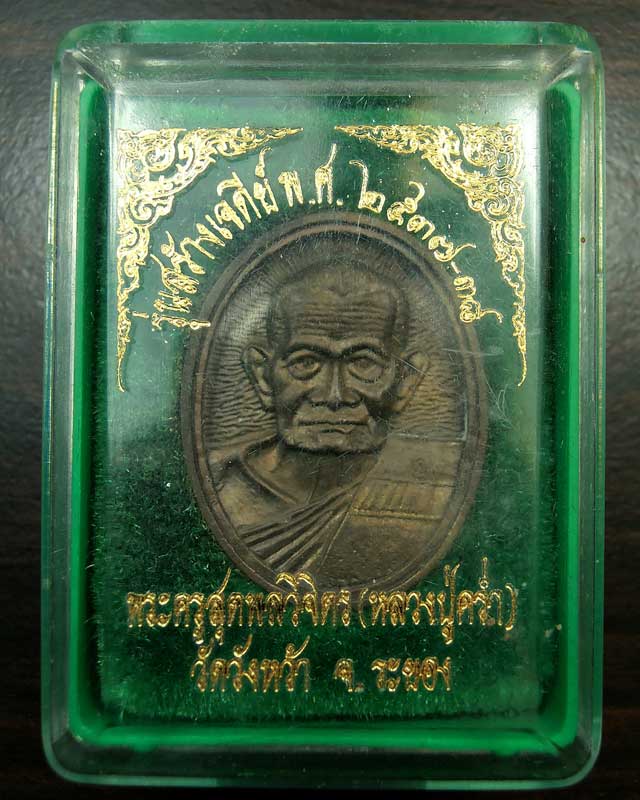 รุ่นสร้างเจดีย์ พ.ศ. ๒๕๓๗-๓๘
พระครูสุตพลวิจิตร (หลวงปู่คร่ำ)
วัดวังหว้า จ. ระยอง